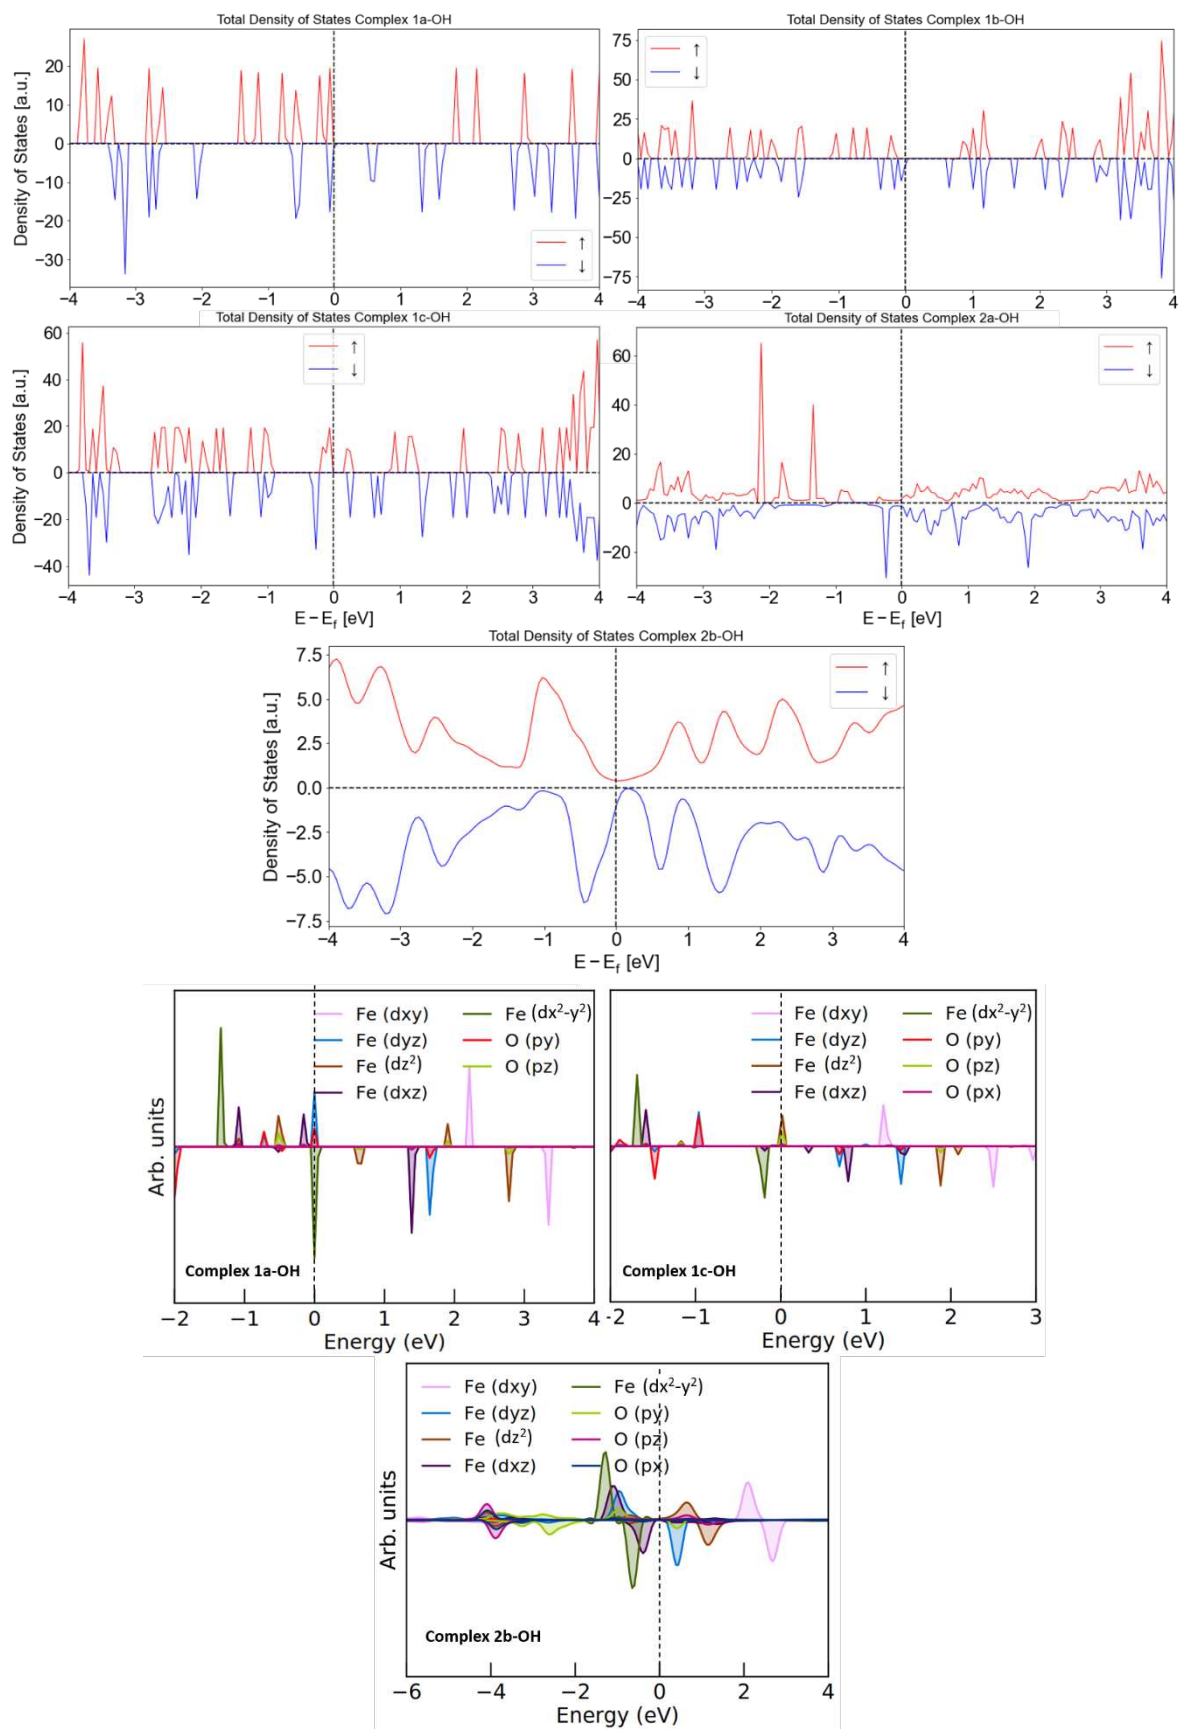 Total Density of States Complex 1a-OH
Density of States [a.u.]
20
10
0
−10
−20
−30
↑
↓
−4 −3 −2 −1 0 1 2 3 4
Total Density of States Complex 1b-OH
75
50
25
0
−25
−50
−75
↑
↓
−4 −3 −2 −1 0 1 2 3 4
Total Density of States Complex 1c-OH
Density of States [a.u.]
60
40
20
0
−20
−40
↑
↓
−4 −3 −2 −1 0 1 2 3 4
E − Ef [eV]
Total Density of States Complex 2a-OH
60
40
20
0
−20
↑
↓
−4 −3 −2 −1 0 1 2 3 4
E − Ef [eV]
Total Density of States Complex 2b-OH
Density of States [a.u.]
7.5
5.0
2.5
0.0
−2.5
−5.0
−7.5
↑
↓
−4 −3 −2 −1 0 1 2 3 4
E − Ef [eV]
Arb. units
Fe (dxy) Fe (dx²-y²)
Fe (dyz) O (py)
Fe (dz²) O (pz)
Fe (dxz)
Complex 1a-OH
−2 −1 0 1 2 3 4
Energy (eV)
Fe (dxy) Fe (dx²-y²)
Fe (dyz) O (py)
Fe (dz²) O (pz)
Fe (dxz) O (px)
Complex 1c-OH
-2 −1 0 1 2 3
Energy (eV)
Arb. units
Fe (dxy) Fe (dx²-y²)
Fe (dyz) O (py)
Fe (dz²) O (pz)
Fe (dxz) O (px)
Complex 2b-OH
−6 −4 −2 0 2 4
Energy (eV)